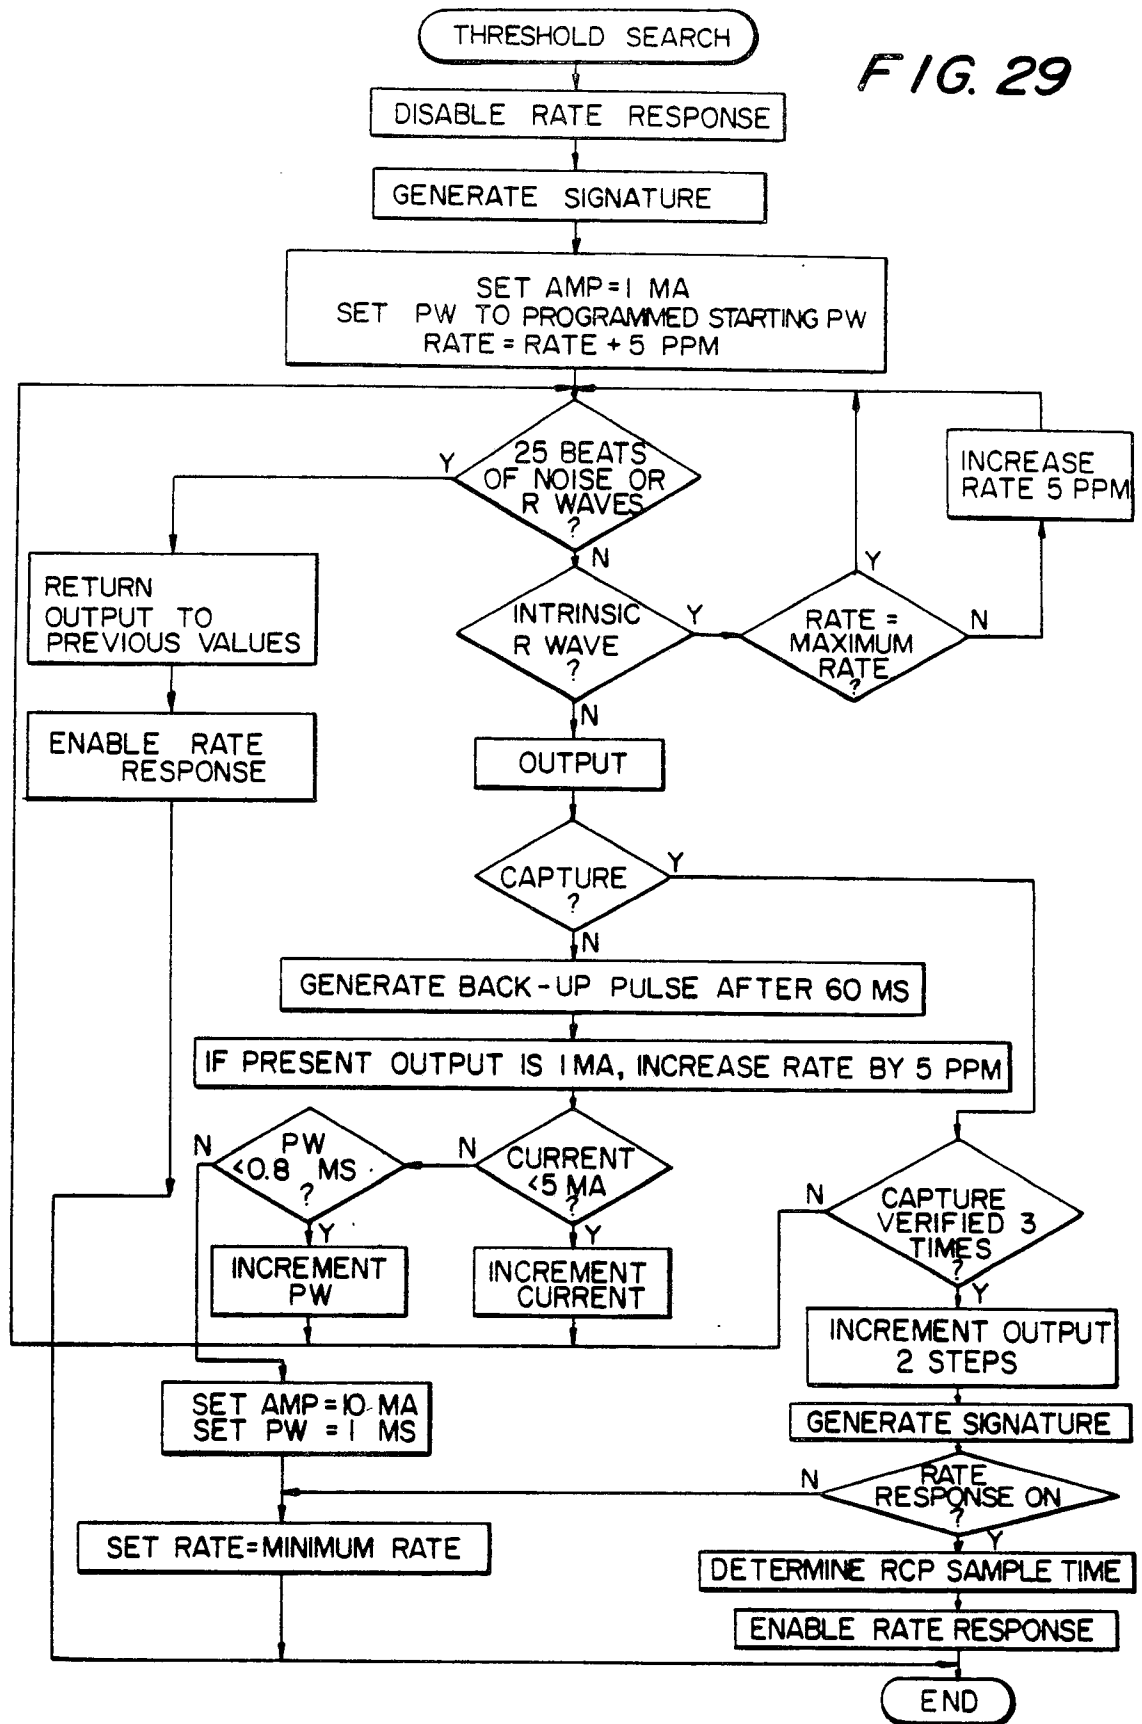 THRESHOLD SEARCH
FIG. 29
DISABLE RATE RESPONSE
GENERATE SIGNATURE
SET AMP=1 MA
SET PW TO PROGRAMMED STARTING PW
RATE=RATE+5 PPM
25 BEATS
OF NOISE OR
R WAVES
?
Y
N
INCREASE
RATE 5 PPM
RETURN
OUTPUT TO
PREVIOUS VALUES
INTRINSIC
R WAVE
?
Y
N
RATE=
MAXIMUM
RATE
?
Y
N
ENABLE RATE
RESPONSE
OUTPUT
CAPTURE
?
Y
N
GENERATE BACK-UP PULSE AFTER 60 MS
IF PRESENT OUTPUT IS 1MA, INCREASE RATE BY 5 PPM
PW
<0.8 MS
?
N
Y
CURRENT
<5 MA
?
N
Y
CAPTURE
VERIFIED 3
TIMES
?
N
Y
INCREMENT
PW
INCREMENT
CURRENT
INCREMENT OUTPUT
2 STEPS
SET AMP=10 MA
SET PW =1 MS
GENERATE SIGNATURE
RATE
RESPONSE ON
?
N
Y
SET RATE=MINIMUM RATE
DETERMINE RCP SAMPLE TIME
ENABLE RATE RESPONSE
END